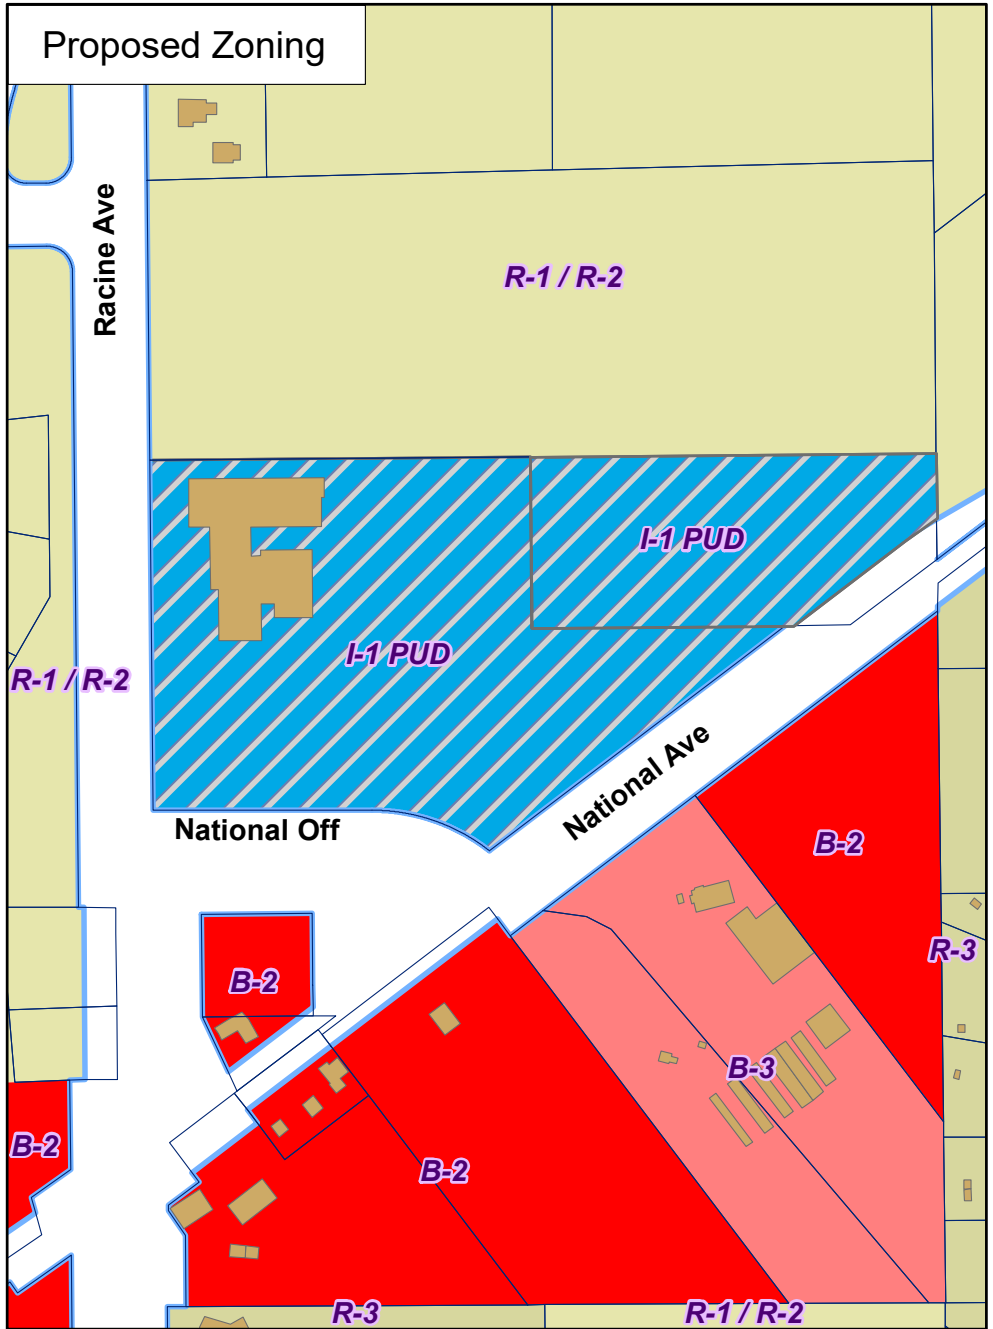 Proposed Zoning
Racine Ave
R-1 / R-2
I-1 PUD
I-1 PUD
R-1 / R-2
National Ave
National Off
B-2
R-3
B-2
B-3
B-2
B-2
R-3
R-1 / R-2